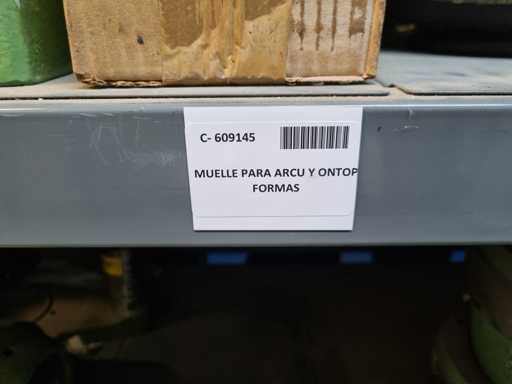 C- 609145
MUELLE PARA ARCU Y ONTOP
FORMAS